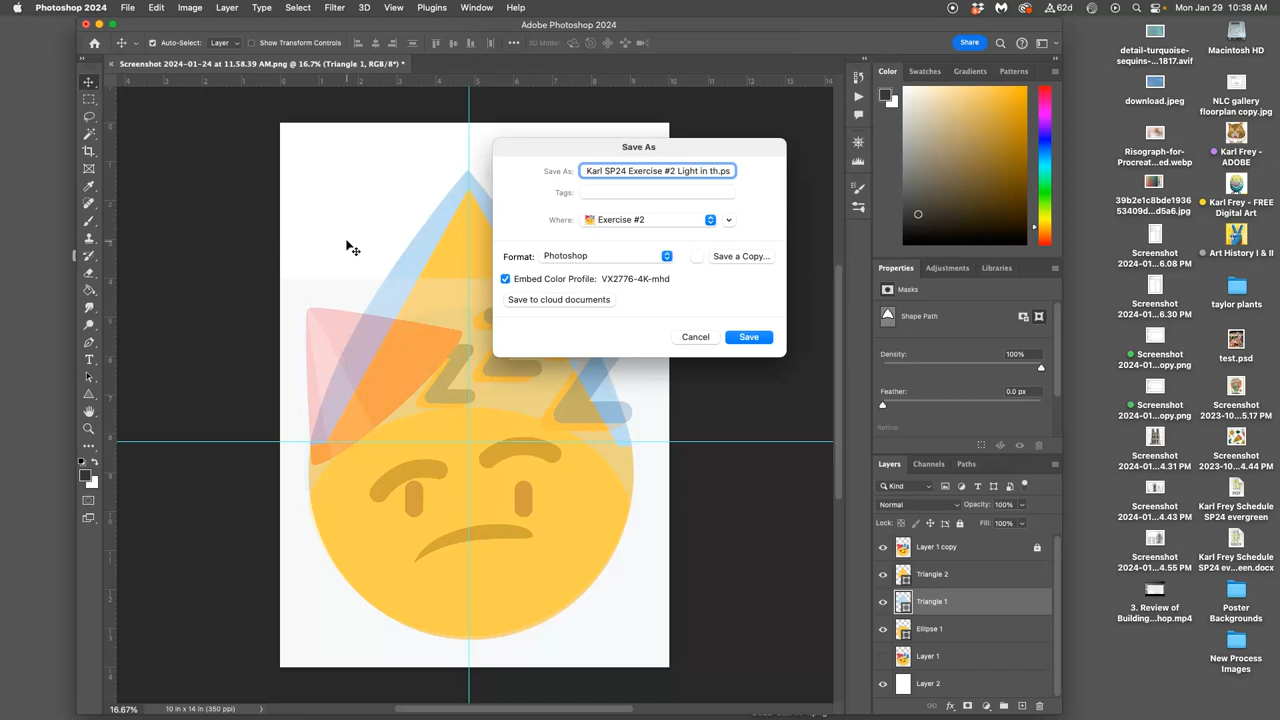 Photoshop 2024 File Edit Image Layer Type Select Filter 3D View Plugins Window Help 62d Mon Jan 29 10:38 AM
Adobe Photoshop 2024
Auto-Select: Layer Show Transform Controls 3D Mode: Share
Screenshot 2024-01-24 at 11.58.39 AM.png @ 16.7% (Triangle 1, RGB/8*) *
Save As
Save As: Karl SP24 Exercise #2 Light in th.ps
Tags:
Where: Exercise #2
Format: Photoshop Save a Copy...
Embed Color Profile: VX2776-4K-mhd
Save to cloud documents
Cancel Save
16.67% 10 in x 14 in (350 ppi)
Color Swatches Gradients Patterns
Properties Adjustments Libraries
Masks
Shape Path
Density: 100%
Feather: 0.0 px
Refine:
Layers Channels Paths
Kind
Normal Opacity: 100%
Lock: Fill: 100%
Layer 1 copy
Triangle 2
Triangle 1
Ellipse 1
Layer 1
Layer 2
detail-turquoise-
sequins-...1817.avif
download.jpeg
Risograph-for-
Procreat...ed.webp
39b2e1c8bde1936
53409d...d5a6.jpg
Screenshot
2024-01...6.08 PM
Screenshot
2024-01...6.30 PM
Screenshot
2024-01...opy.png
Screenshot
2024-01...opy.png
Screenshot
2024-01...4.31 PM
Screenshot
2024-01...4.43 PM
Screenshot
2024-01...4.55 PM
3. Review of
Building...hop.mp4
Macintosh HD
NLC gallery
floorplan copy.jpg
Karl Frey -
ADOBE
Karl Frey - FREE
Digital Art
Art History I & II
taylor plants
test.psd
Screenshot
2023-10...5.17 PM
Screenshot
2023-10...4.44 PM
Karl Frey Schedule
SP24 evergreen
Karl Frey Schedule
SP24 ev...een.docx
Poster
Backgrounds
New Process
Images